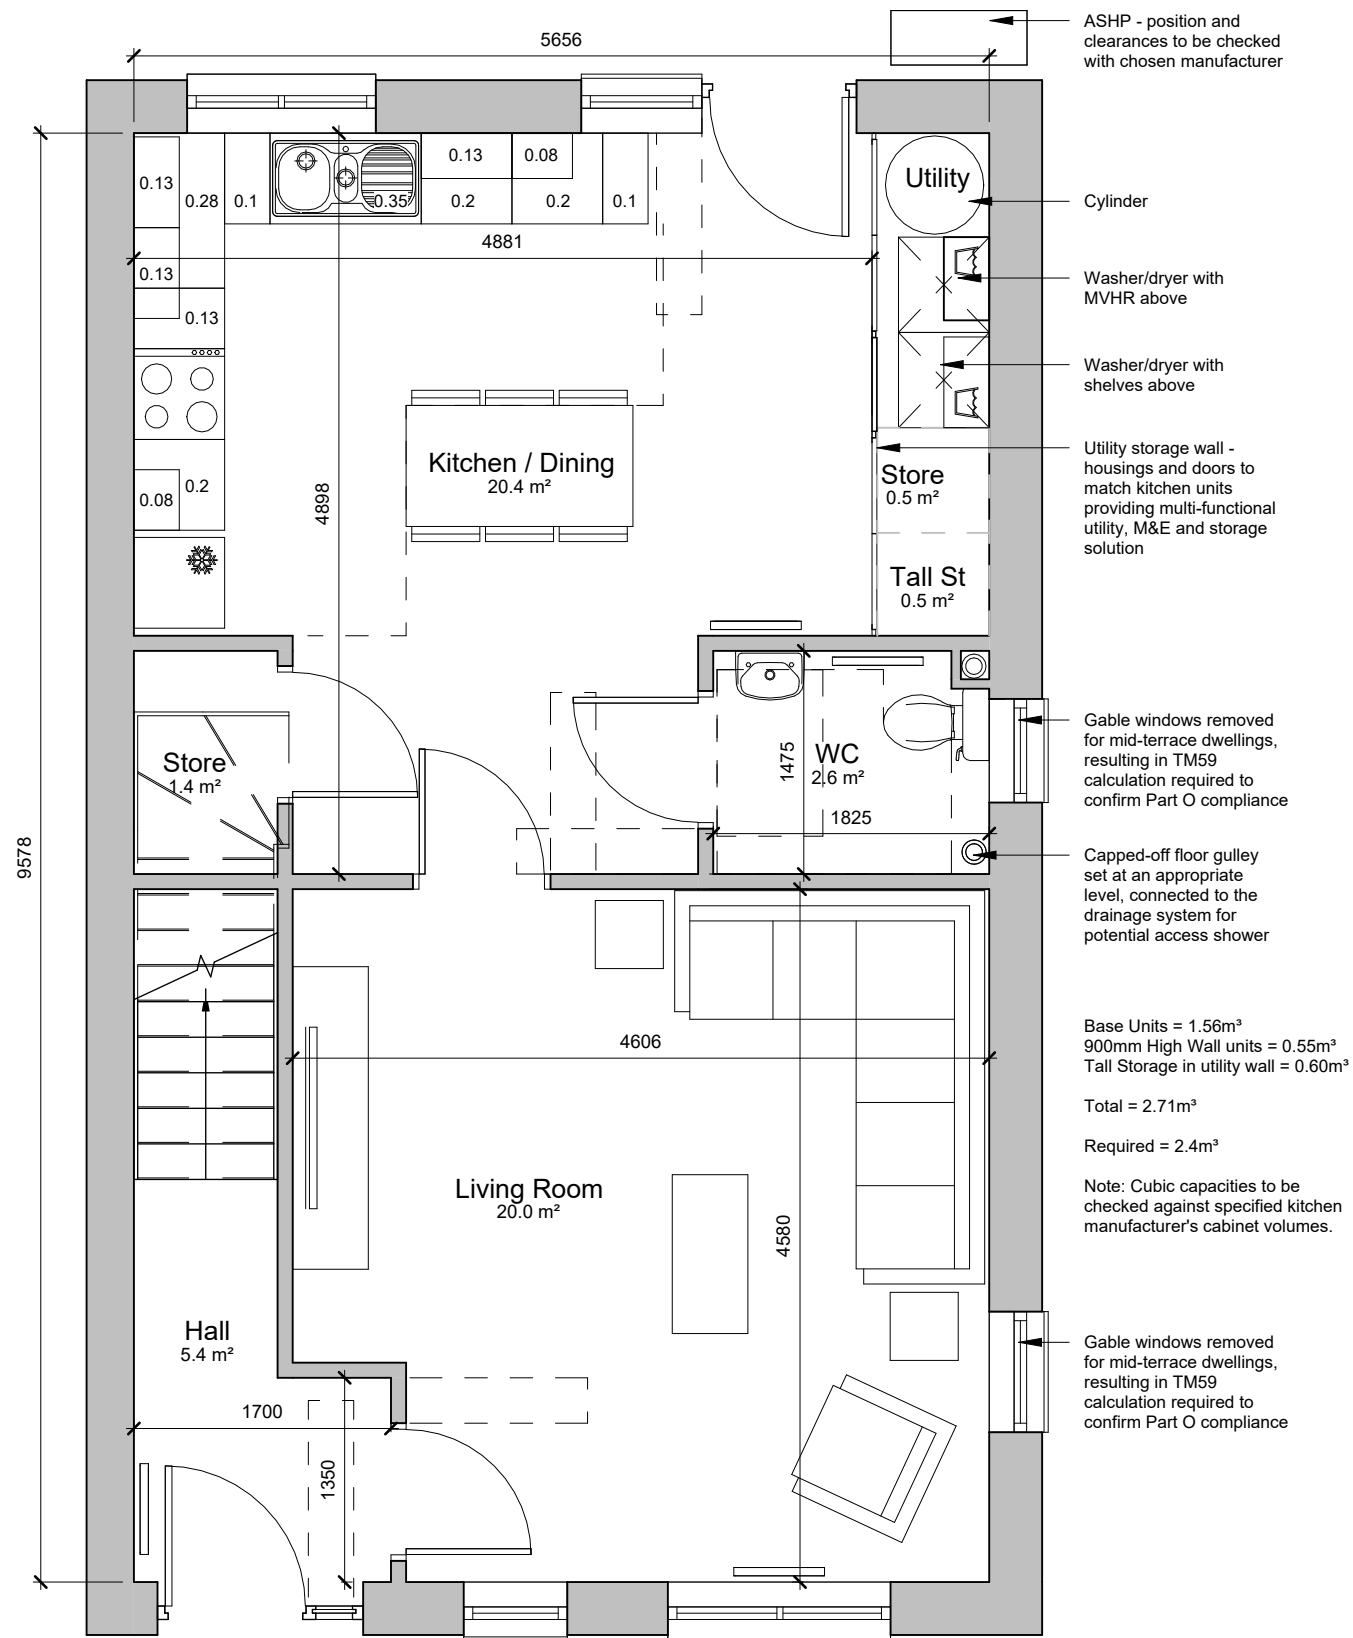 ASHP - position and
clearances to be checked
with chosen manufacturer
5656
0.13
0.28
0.1
0.35
0.13
0.08
0.2
0.2
0.1
Utility
Cylinder
4881
0.13
0.13
Washer/dryer with
MVHR above
Washer/dryer with
shelves above
Kitchen / Dining
20.4 m²
4898
0.08
0.2
Utility storage wall -
housings and doors to
match kitchen units
providing multi-functional
utility, M&E and storage
solution
Store
0.5 m²
Tall St
0.5 m²
Store
1.4 m²
1475
WC
2.6 m²
1825
Gable windows removed
for mid-terrace dwellings,
resulting in TM59
calculation required to
confirm Part O compliance
9578
Capped-off floor gulley
set at an appropriate
level, connected to the
drainage system for
potential access shower
4606
Base Units = 1.56m³
900mm High Wall units = 0.55m³
Tall Storage in utility wall = 0.60m³
Total = 2.71m³
Required = 2.4m³
Note: Cubic capacities to be
checked against specified kitchen
manufacturer's cabinet volumes.
Living Room
20.0 m²
4580
Hall
5.4 m²
1700
1350
Gable windows removed
for mid-terrace dwellings,
resulting in TM59
calculation required to
confirm Part O compliance